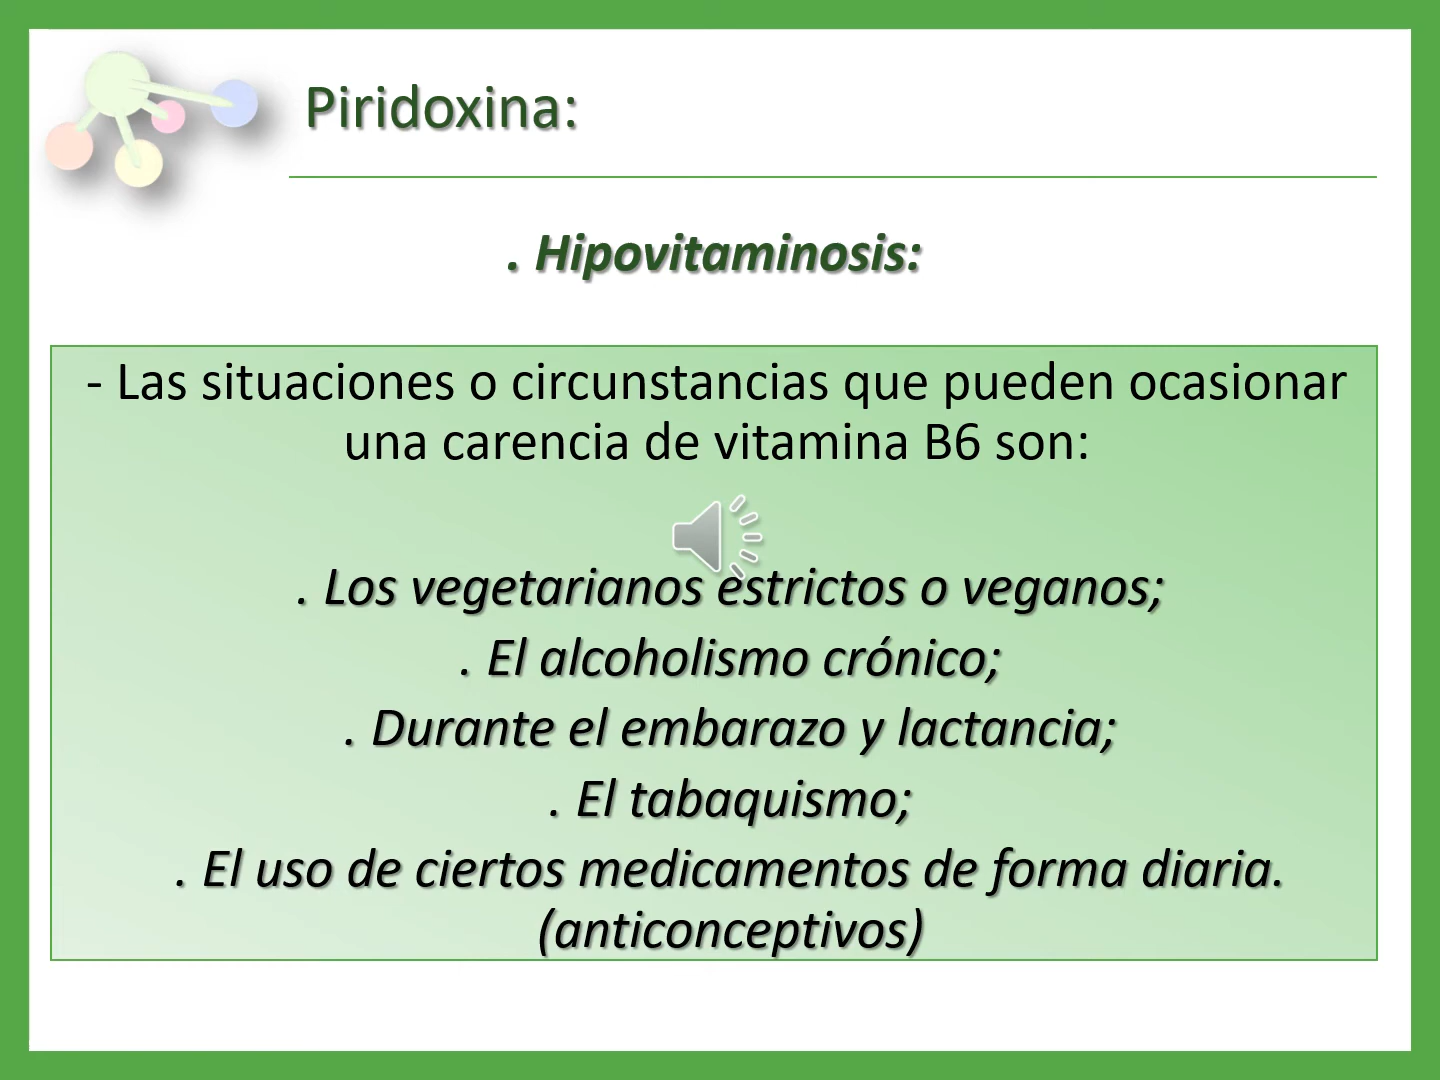 Piridoxina:
. Hipovitaminosis:
- Las situaciones o circunstancias que pueden ocasionar
una carencia de vitamina B6 son:
. Los vegetarianos estrictos o veganos;
. El alcoholismo crónico;
. Durante el embarazo y lactancia;
. El tabaquismo;
. El uso de ciertos medicamentos de forma diaria.
(anticonceptivos)